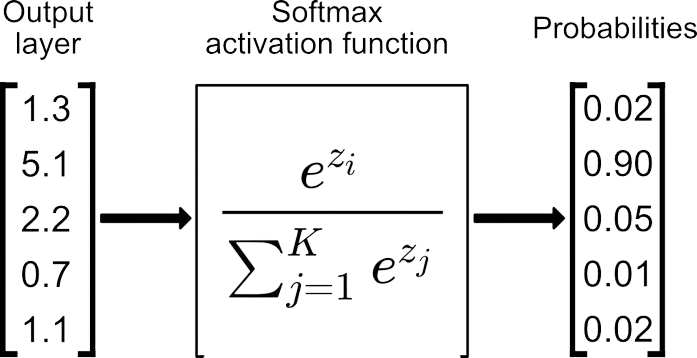 Output
layer
Softmax
activation function
Probabilities
1.3
5.1
2.2
0.7
1.1
e^{z_i}
∑_{j=1}^{K} e^{z_j}
0.02
0.90
0.05
0.01
0.02